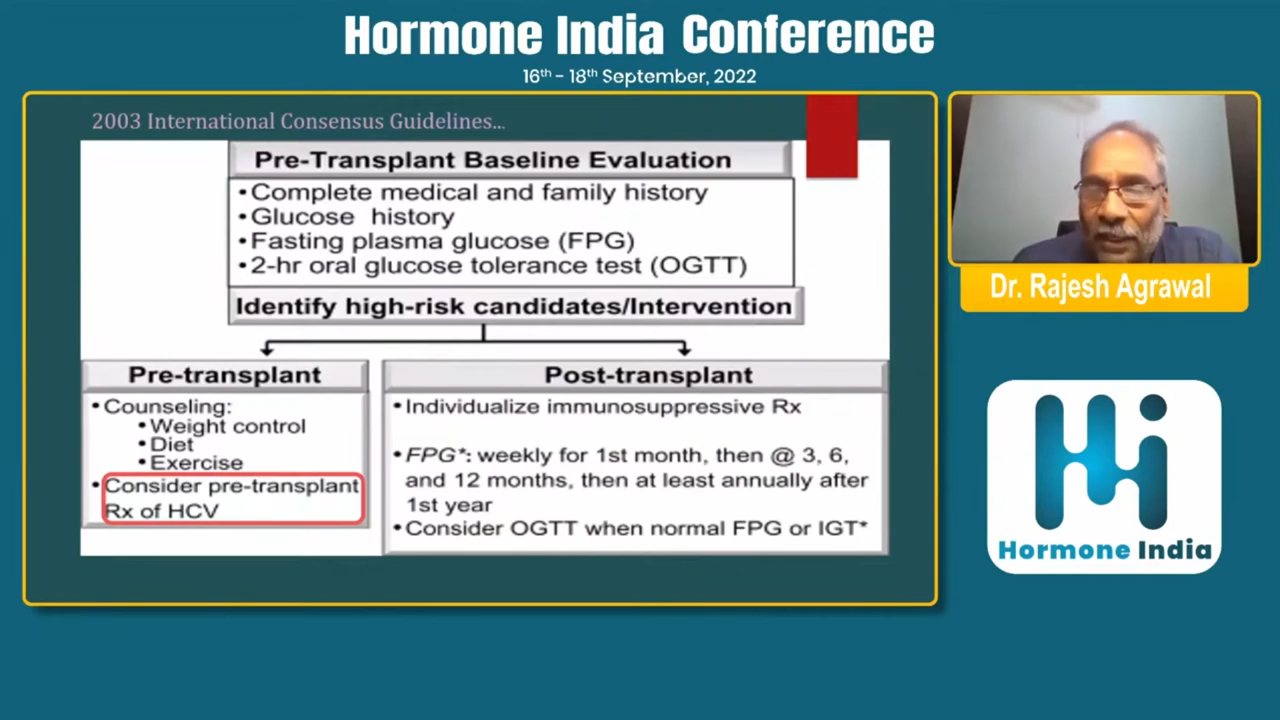 Hormone India Conference
16th - 18th September, 2022
2003 International Consensus Guidelines...
Pre-Transplant Baseline Evaluation
•Complete medical and family history
•Glucose history
•Fasting plasma glucose (FPG)
•2-hr oral glucose tolerance test (OGTT)
Identify high-risk candidates/Intervention
Pre-transplant
•Counseling:
•Weight control
•Diet
•Exercise
•Consider pre-transplant
Rx of HCV
Post-transplant
•Individualize immunosuppressive Rx
•FPG*: weekly for 1st month, then @ 3, 6,
and 12 months, then at least annually after
1st year
•Consider OGTT when normal FPG or IGT*
Dr. Rajesh Agrawal
Hi
Hormone India